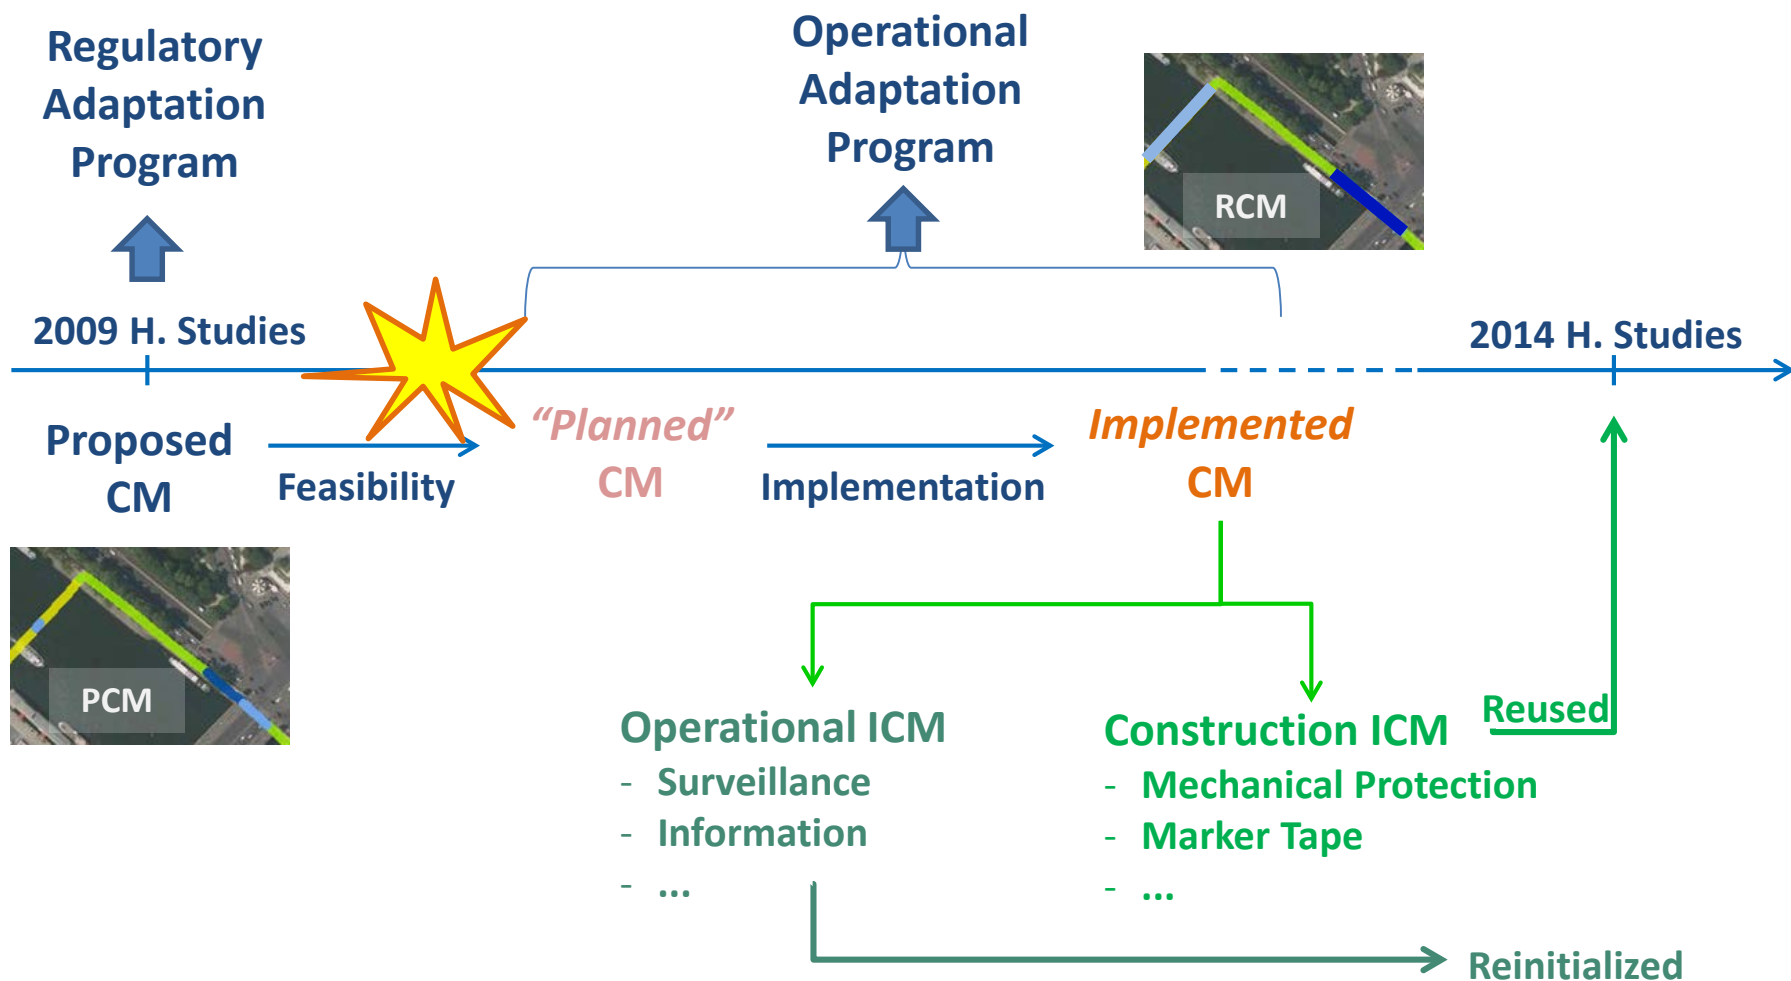 Regulatory
Adaptation
Program
Operational
Adaptation
Program
RCM
2009 H. Studies
2014 H. Studies
Proposed
CM
Feasibility
“Planned”
CM
Implementation
Implemented
CM
PCM
Operational ICM
- Surveillance
- Information
- ...
Construction ICM
- Mechanical Protection
- Marker Tape
- ...
Reused
Reinitialized